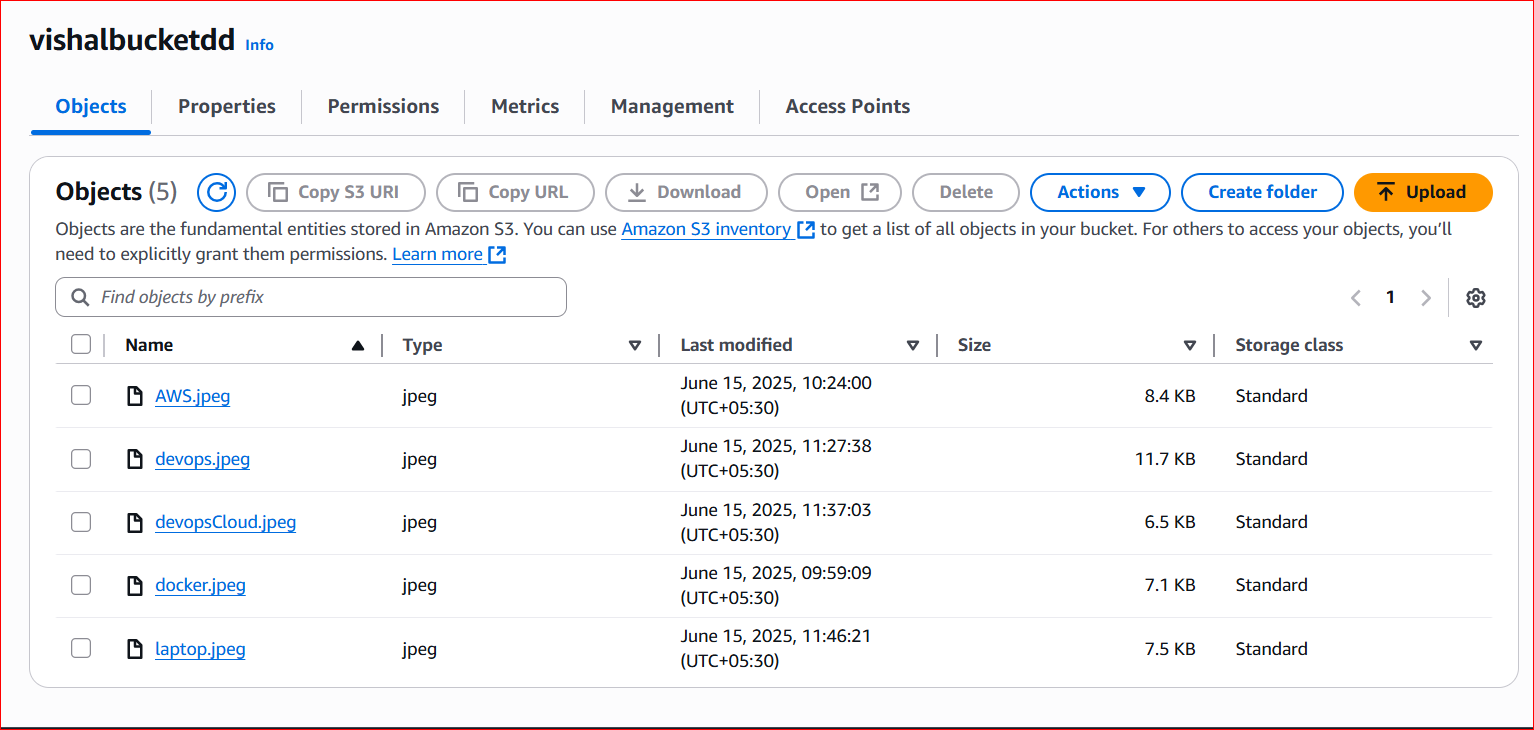 vishalbucketdd Info
Objects Properties Permissions Metrics Management Access Points
Objects (5) Copy S3 URI Copy URL Download Open Delete Actions Create folder Upload
Objects are the fundamental entities stored in Amazon S3. You can use Amazon S3 inventory to get a list of all objects in your bucket. For others to access your objects, you'll
need to explicitly grant them permissions. Learn more
Find objects by prefix 1
Name Type Last modified Size Storage class
AWS.jpeg jpeg June 15, 2025, 10:24:00 (UTC+05:30) 8.4 KB Standard
devops.jpeg jpeg June 15, 2025, 11:27:38 (UTC+05:30) 11.7 KB Standard
devopsCloud.jpeg jpeg June 15, 2025, 11:37:03 (UTC+05:30) 6.5 KB Standard
docker.jpeg jpeg June 15, 2025, 09:59:09 (UTC+05:30) 7.1 KB Standard
laptop.jpeg jpeg June 15, 2025, 11:46:21 (UTC+05:30) 7.5 KB Standard